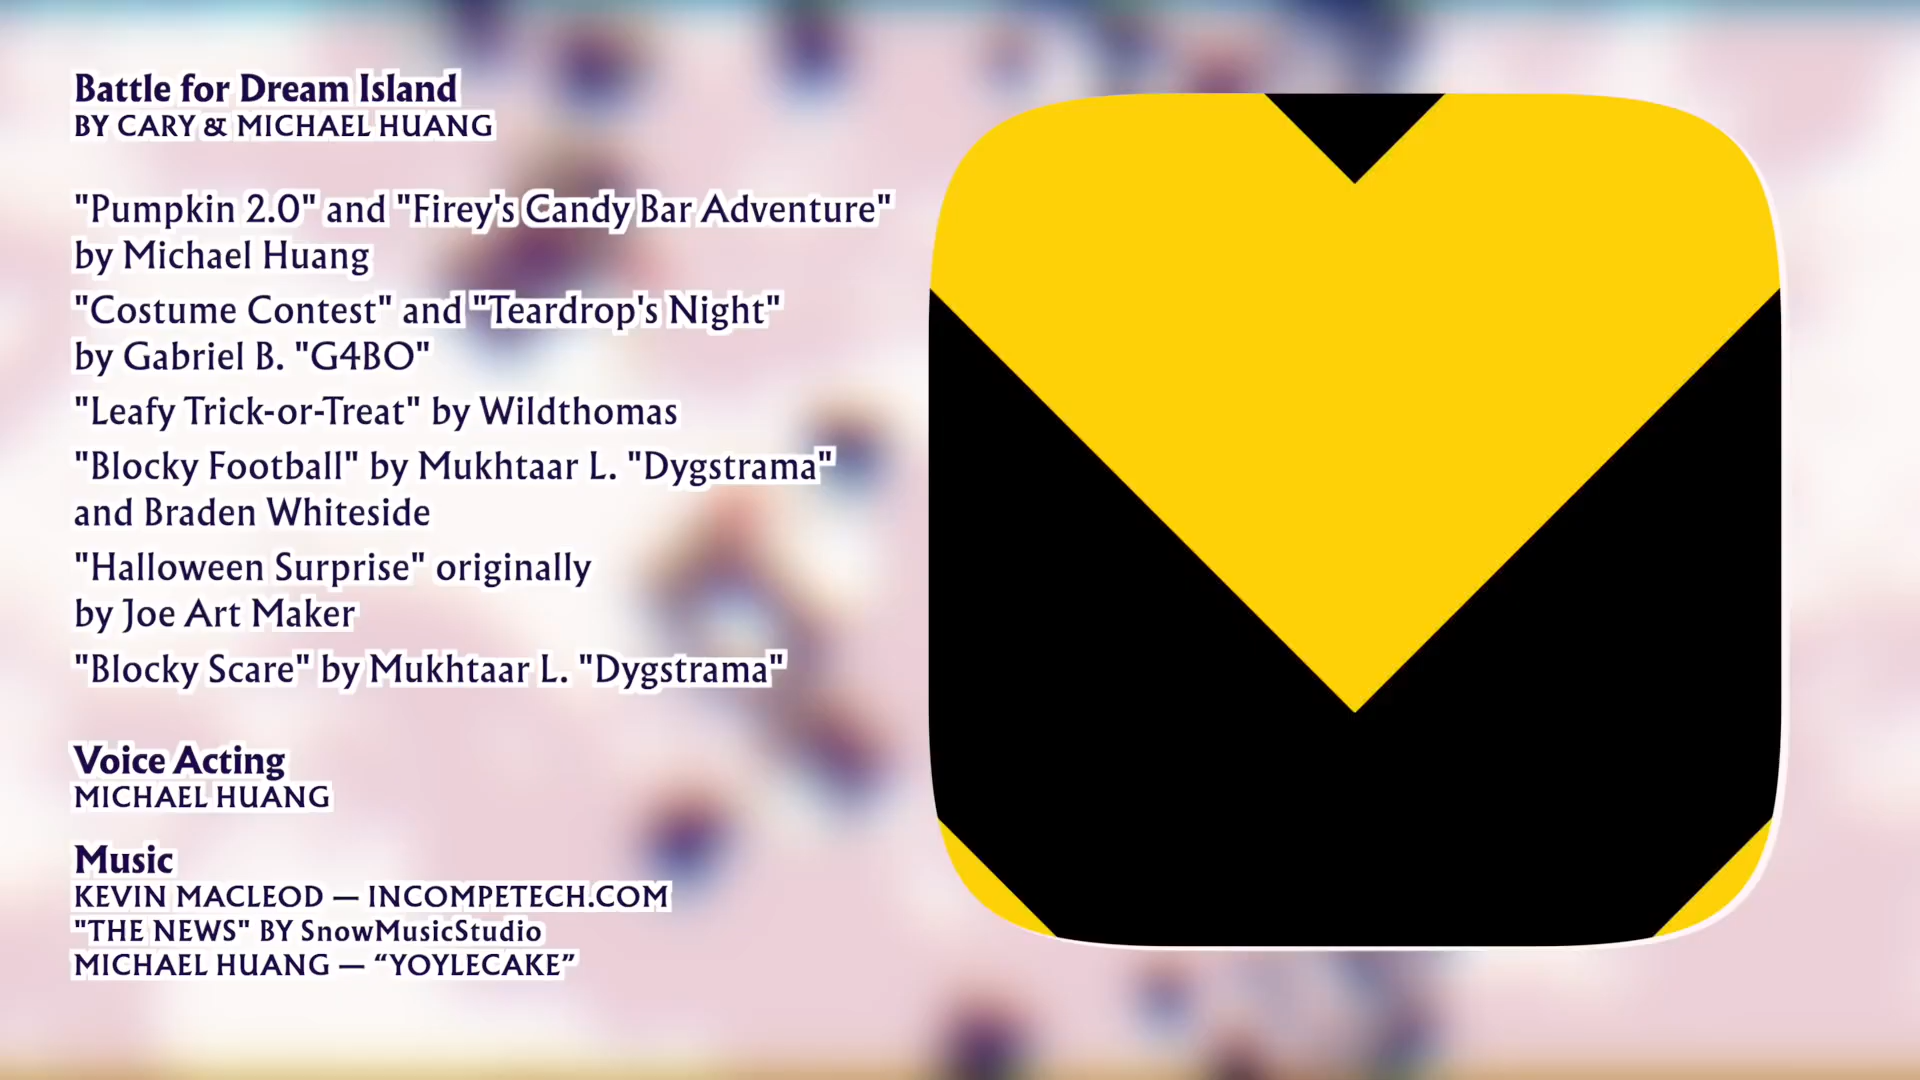 Battle for Dream Island
BY CARY & MICHAEL HUANG
"Pumpkin 2.0" and "Firey's Candy Bar Adventure"
by Michael Huang
"Costume Contest" and "Teardrop's Night"
by Gabriel B. "G4BO"
"Leafy Trick-or-Treat" by Wildthomas
"Blocky Football" by Mukhtaar L. "Dygstrama"
and Braden Whiteside
"Halloween Surprise" originally
by Joe Art Maker
"Blocky Scare" by Mukhtaar L. "Dygstrama"
Voice Acting
MICHAEL HUANG
Music
KEVIN MACLEOD — INCOMPETECH.COM
"THE NEWS" BY SnowMusicStudio
MICHAEL HUANG — “YOYLECAKE”